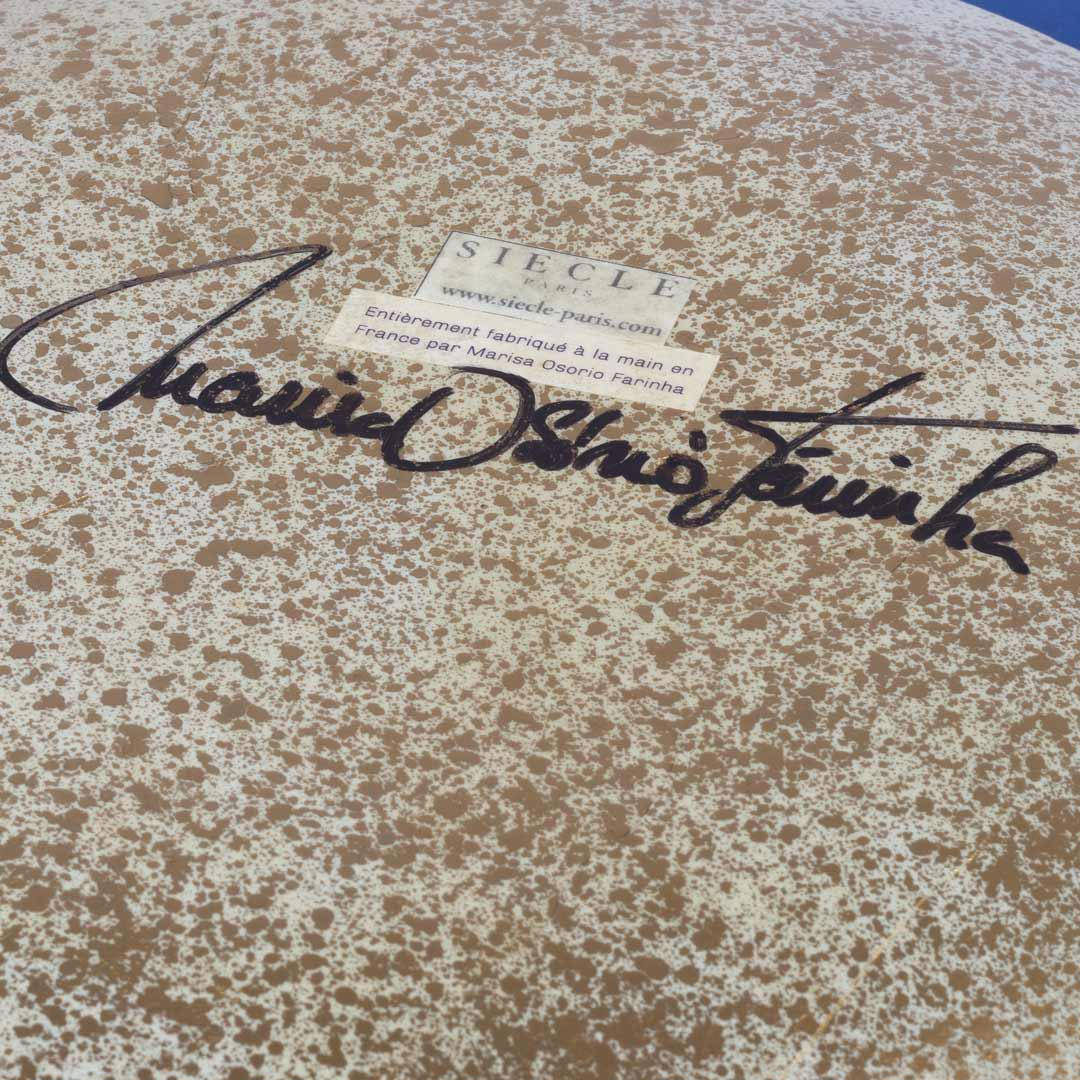 SIECLE
PARIS
www.siecle-paris.com
Entièrement fabriqué à la main en
France par Marisa Osorio Farinha
Marisa Osorio Farinha